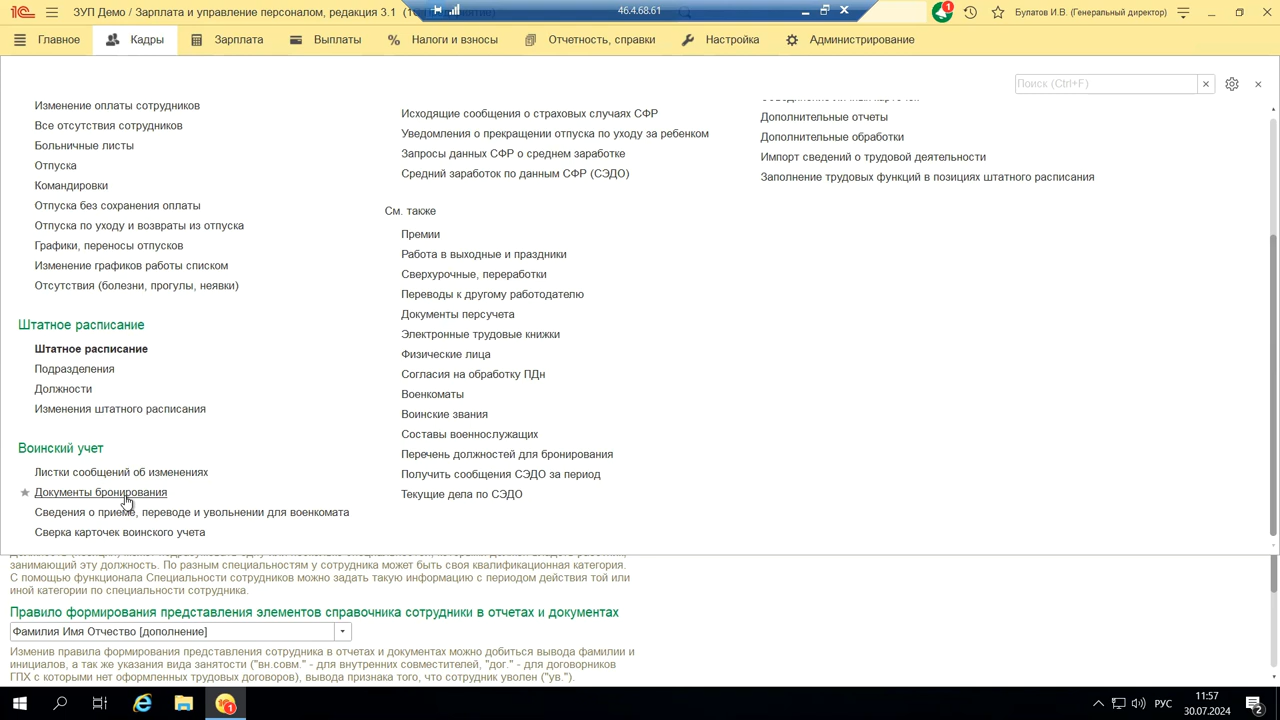 ЗУП Демо / Зарплата и управление персоналом, редакция 3.1 (1С:Предприятие)
46.4.68.61
1
Булатов И.В. (Генеральный директор)
Главное
Кадры
Зарплата
Выплаты
Налоги и взносы
Отчетность, справки
Настройка
Администрирование
Поиск (Ctrl+F)
Изменение оплаты сотрудников
Все отсутствия сотрудников
Больничные листы
Отпуска
Командировки
Отпуска без сохранения оплаты
Отпуска по уходу и возвраты из отпуска
Графики, переносы отпусков
Изменение графиков работы списком
Отсутствия (болезни, прогулы, неявки)
Штатное расписание
Штатное расписание
Подразделения
Должности
Изменения штатного расписания
Воинский учет
Листки сообщений об изменениях
Документы бронирования
Сведения о приеме, переводе и увольнении для военкомата
Сверка карточек воинского учета
Исходящие сообщения о страховых случаях СФР
Уведомления о прекращении отпуска по уходу за ребенком
Запросы данных СФР о среднем заработке
Средний заработок по данным СФР (СЭДО)
См. также
Премии
Работа в выходные и праздники
Сверхурочные, переработки
Переводы к другому работодателю
Документы персучета
Электронные трудовые книжки
Физические лица
Согласия на обработку ПДн
Военкоматы
Воинские звания
Составы военнослужащих
Перечень должностей для бронирования
Получить сообщения СЭДО за период
Текущие дела по СЭДО
Дополнительные отчеты
Дополнительные обработки
Импорт сведений о трудовой деятельности
Заполнение трудовых функций в позициях штатного расписания
занимающий эту должность. По разным специальностям у сотрудника может быть своя квалификационная категория.
С помощью функционала Специальности сотрудников можно задать такую информацию с периодом действия той или
иной категории по специальности сотрудника.
Правило формирования представления элементов справочника сотрудники в отчетах и документах
Фамилия Имя Отчество [дополнение]
Изменив правила формирования представления сотрудника в отчетах и документах можно добиться вывода фамилии и
инициалов, а так же указания вида занятости ("вн.совм." - для внутренних совместителей, "дог." - для договорников
ГПХ с которыми нет оформленных трудовых договоров), вывода признака того, что сотрудник уволен ("ув.").
1
РУС
11:57
30.07.2024
2